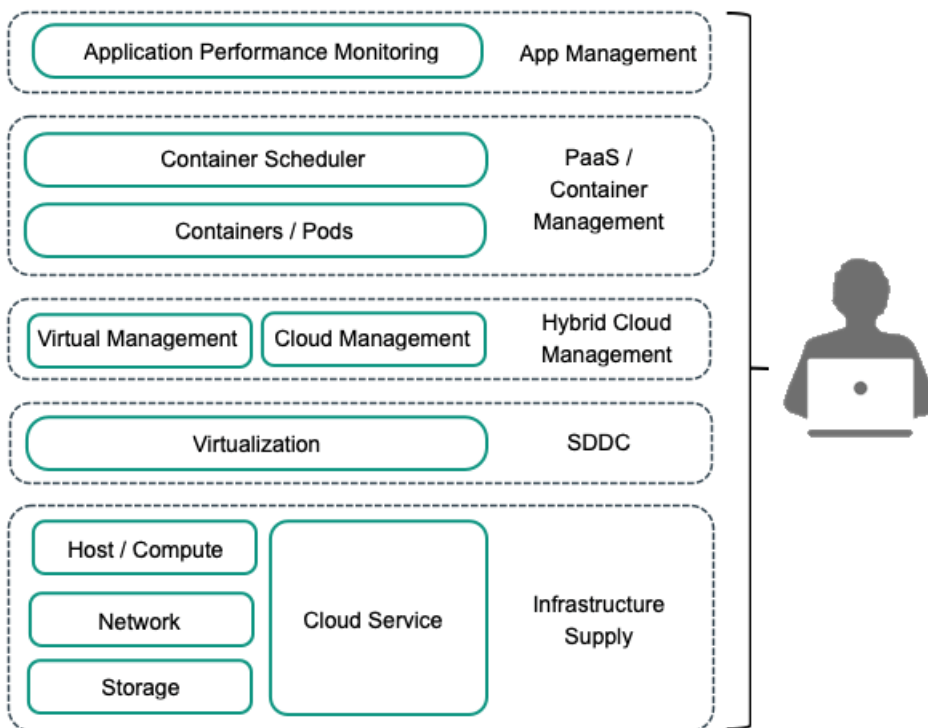 Application Performance Monitoring
App Management
Container Scheduler
Containers / Pods
PaaS /
Container
Management
Virtual Management
Cloud Management
Hybrid Cloud
Management
Virtualization
SDDC
Host / Compute
Network
Storage
Cloud Service
Infrastructure
Supply